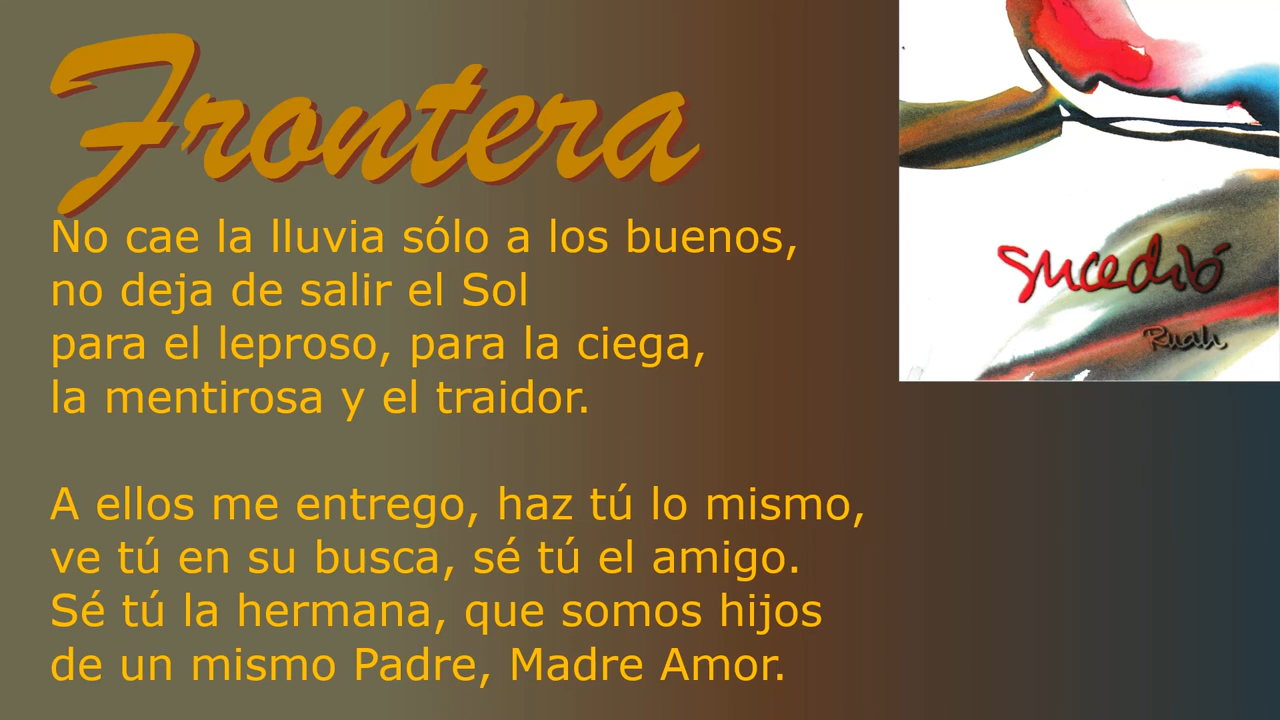 Frontera
No cae la lluvia sólo a los buenos,
no deja de salir el Sol
para el leproso, para la ciega,
la mentirosa y el traidor.
A ellos me entrego, haz tú lo mismo,
ve tú en su busca, sé tú el amigo.
Sé tú la hermana, que somos hijos
de un mismo Padre, Madre Amor.
sucedió
Ruah